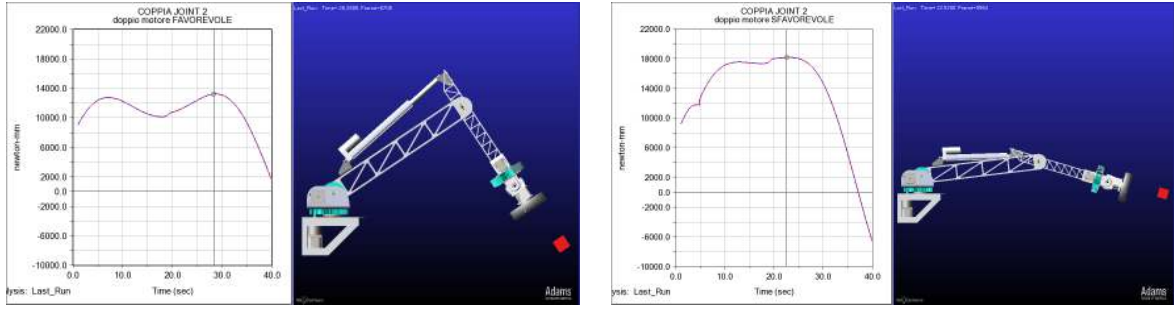 COPPIA JOINT 2
doppio motore FAVOREVOLE
22000.0
18000.0
14000.0
10000.0
6000.0
2000.0
0.0
-2000.0
-6000.0
-10000.0
newton-mm
0.0
10.0
20.0
30.0
40.0
ysis: Last_Run
Time (sec)
Adams
COPPIA JOINT 2
doppio motore SFAVOREVOLE
22000.0
18000.0
14000.0
10000.0
6000.0
2000.0
0.0
-2000.0
-6000.0
-10000.0
newton-mm
0.0
10.0
20.0
30.0
40.0
ysis: Last_Run
Time (sec)
Adams